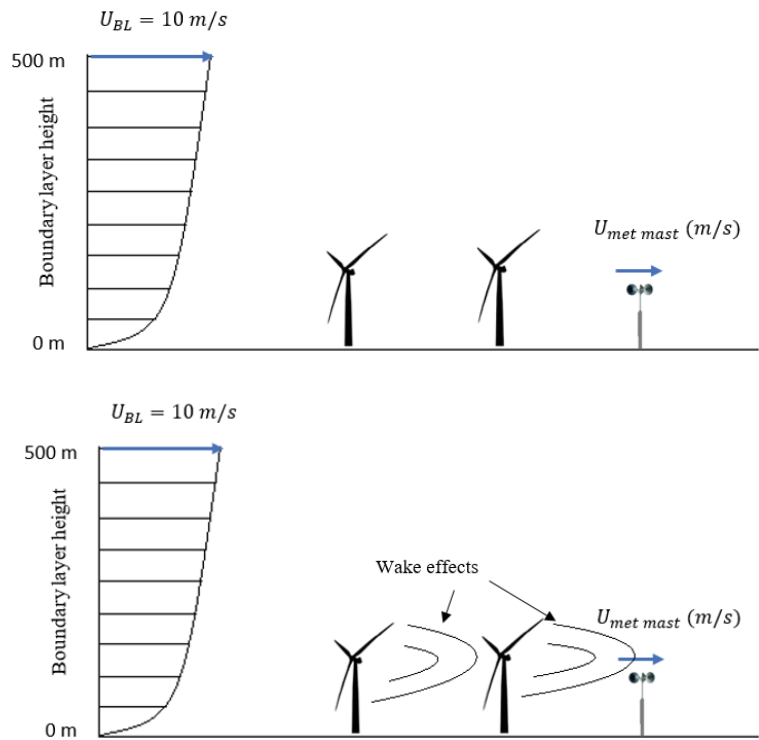 U_BL = 10 m/s
500 m
Boundary layer height
U_met mast (m/s)
0 m
U_BL = 10 m/s
500 m
Boundary layer height
Wake effects
U_met mast (m/s)
0 m